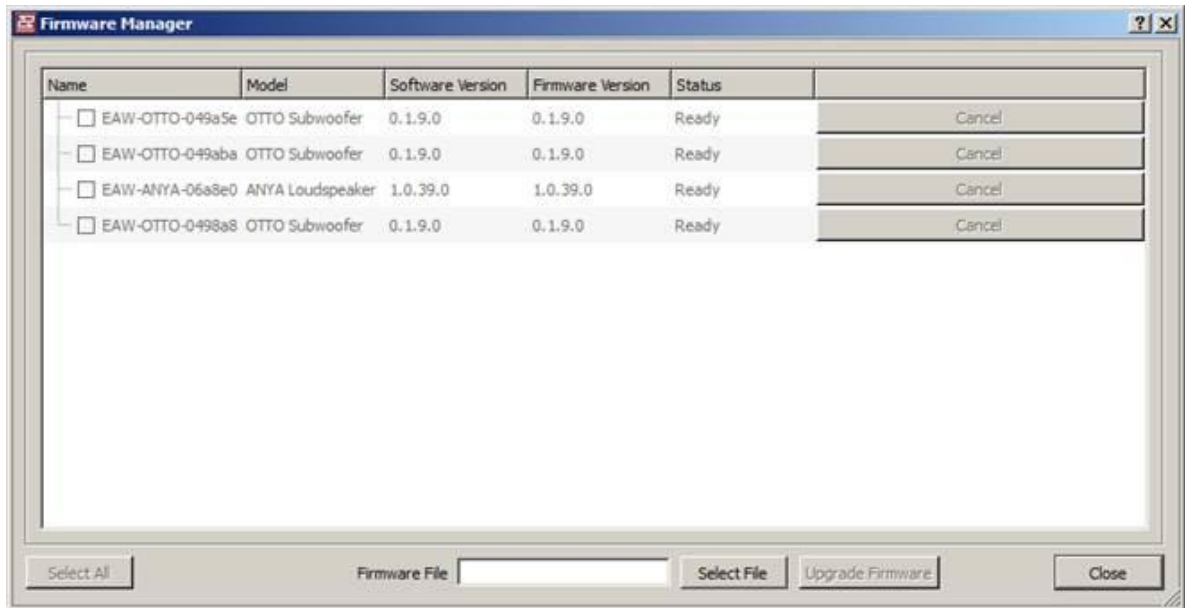 Firmware Manager
Name Model Software Version Firmware Version Status
EAW-OTTO-049a5e OTTO Subwoofer 0.1.9.0 0.1.9.0 Ready Cancel
EAW-OTTO-049aba OTTO Subwoofer 0.1.9.0 0.1.9.0 Ready Cancel
EAW-ANYA-06a8e0 ANYA Loudspeaker 1.0.39.0 1.0.39.0 Ready Cancel
EAW-OTTO-0498a8 OTTO Subwoofer 0.1.9.0 0.1.9.0 Ready Cancel
Select All Firmware File Select File Upgrade Firmware Close